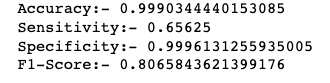 Accuracy:- 0.9990344440153085
Sensitivity:- 0.65625
Specificity:- 0.9996131255935005
F1-Score:- 0.8065843621399176